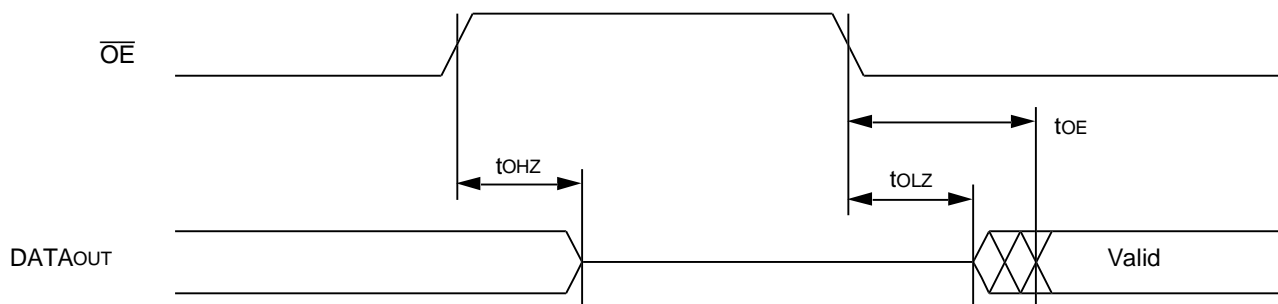 OE
tOE
tOHZ
tOLZ
DATAOUT
Valid